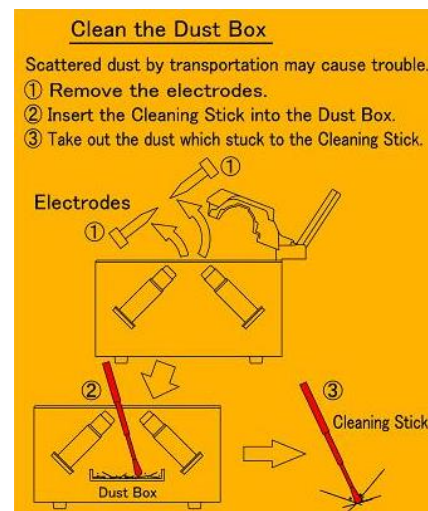 Clean the Dust Box
Scattered dust by transportation may cause trouble.
① Remove the electrodes.
② Insert the Cleaning Stick into the Dust Box.
③ Take out the dust which stuck to the Cleaning Stick.
①
Electrodes
①
②
③
Cleaning Stick
Dust Box